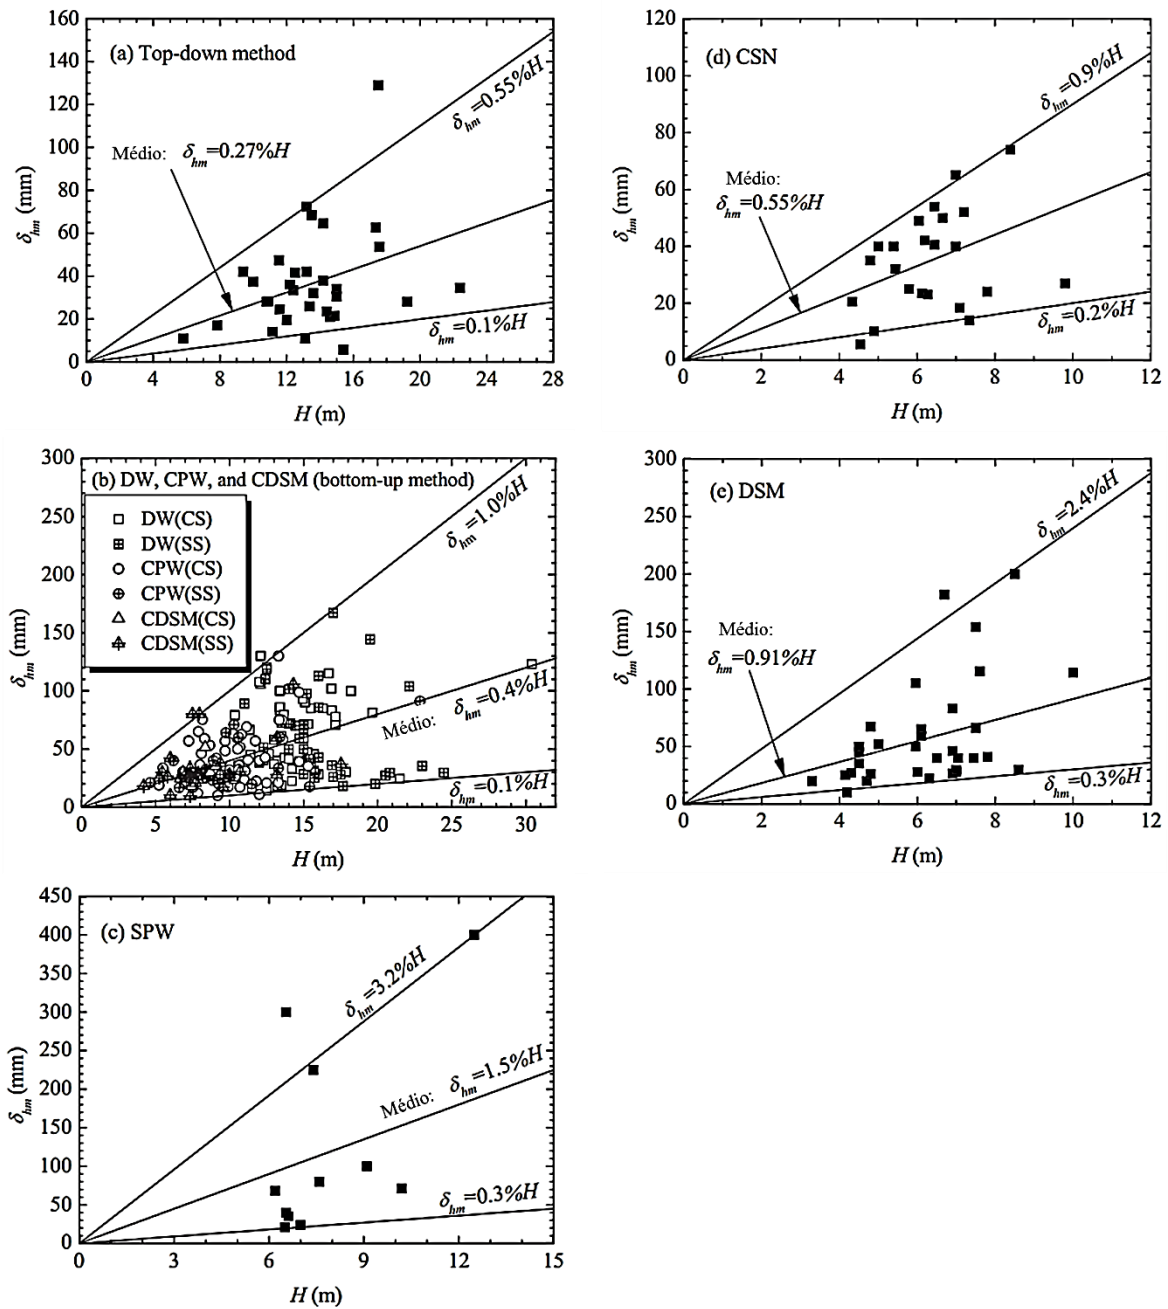 (a) Top-down method
δhm=0.55%H
Médio: δhm=0.27%H
δhm=0.1%H
δhm (mm)
160
140
120
100
80
60
40
20
0
0 4 8 12 16 20 24 28
H (m)
(d) CSN
δhm=0.9%H
Médio:
δhm=0.55%H
δhm=0.2%H
δhm (mm)
120
100
80
60
40
20
0
0 2 4 6 8 10 12
H (m)
(b) DW, CPW, and CDSM (bottom-up method)
DW(CS)
DW(SS)
CPW(CS)
CPW(SS)
CDSM(CS)
CDSM(SS)
δhm=1.0%H
Médio: δhm=0.4%H
δhm=0.1%H
δhm (mm)
300
250
200
150
100
50
0
0 5 10 15 20 25 30
H (m)
(e) DSM
δhm=2.4%H
Médio:
δhm=0.91%H
δhm=0.3%H
δhm (mm)
300
250
200
150
100
50
0
0 2 4 6 8 10 12
H (m)
(c) SPW
δhm=3.2%H
Médio: δhm=1.5%H
δhm=0.3%H
δhm (mm)
450
400
350
300
250
200
150
100
50
0
0 3 6 9 12 15
H (m)